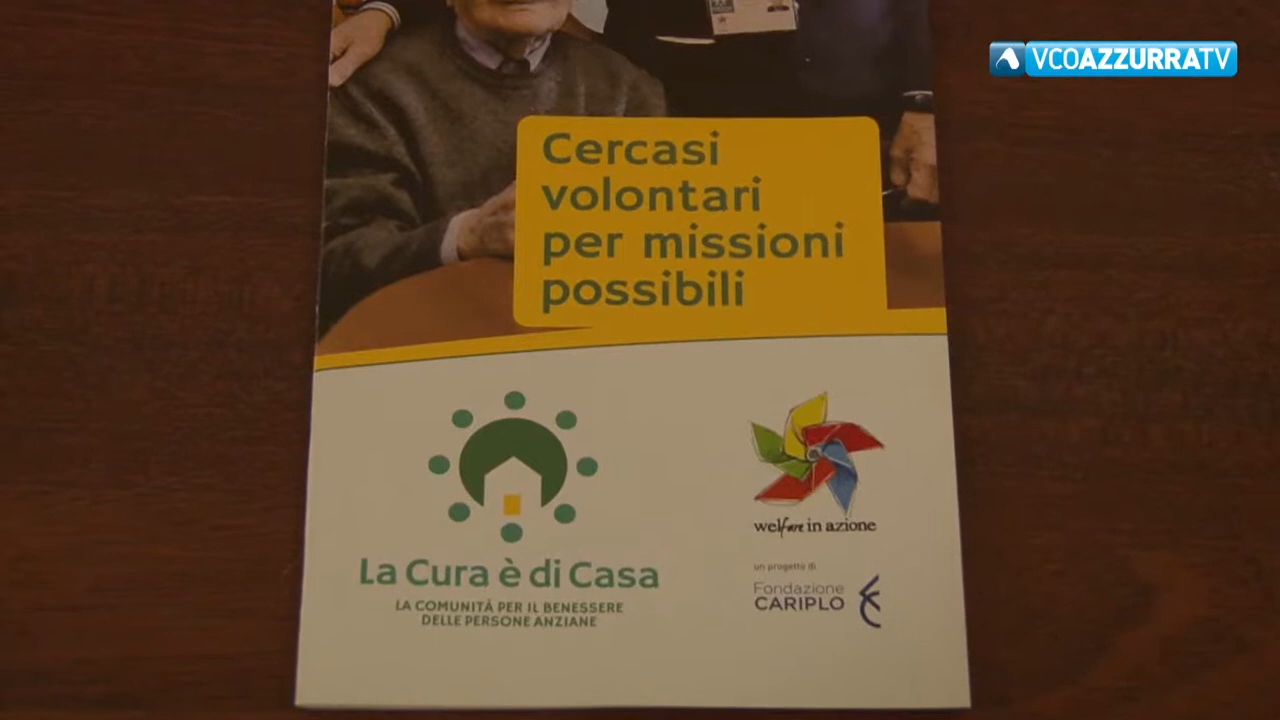 VCOAZZURRATV
Cercasi
volontari
per missioni
possibili
La Cura è di Casa
LA COMUNITÀ PER IL BENESSERE
DELLE PERSONE ANZIANE
welfare in azione
un progetto di
Fondazione
CARIPLO